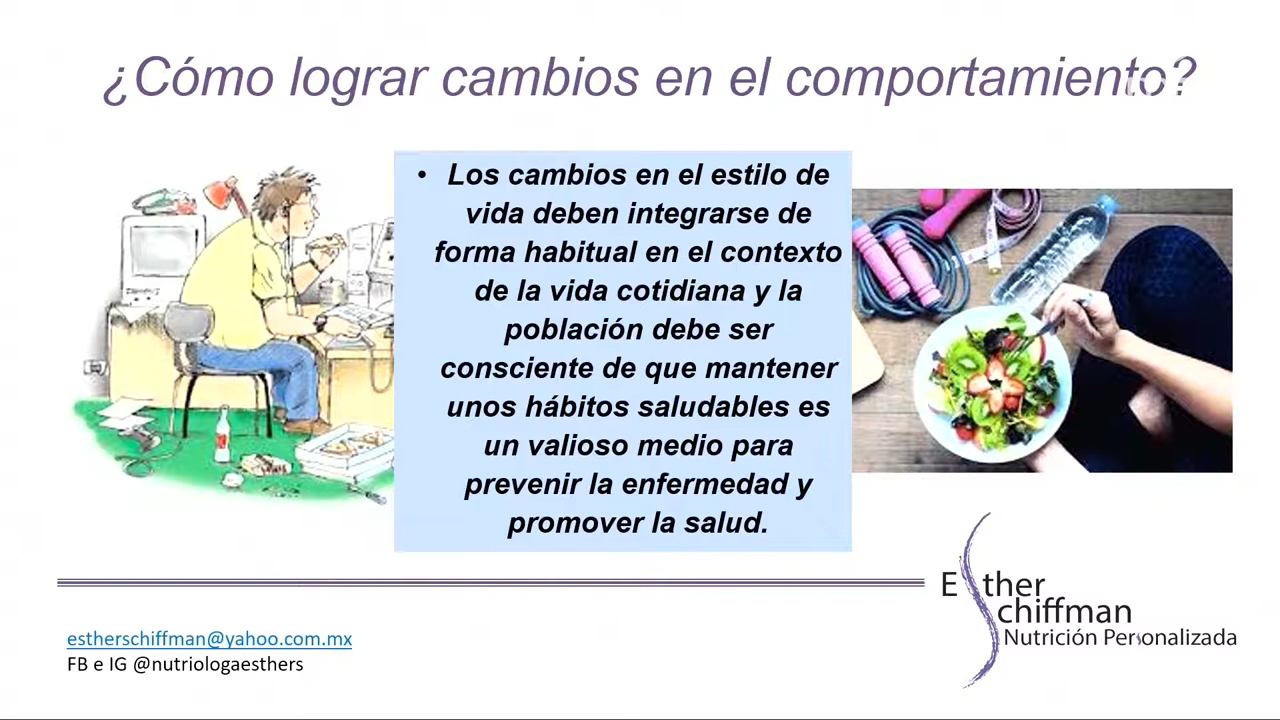 ¿Cómo lograr cambios en el comportamiento?
• Los cambios en el estilo de
vida deben integrarse de
forma habitual en el contexto
de la vida cotidiana y la
población debe ser
consciente de que mantener
unos hábitos saludables es
un valioso medio para
prevenir la enfermedad y
promover la salud.
Esther
Schiffman
Nutrición Personalizada
estherschiffman@yahoo.com.mx
FB e IG @nutriologaesthers